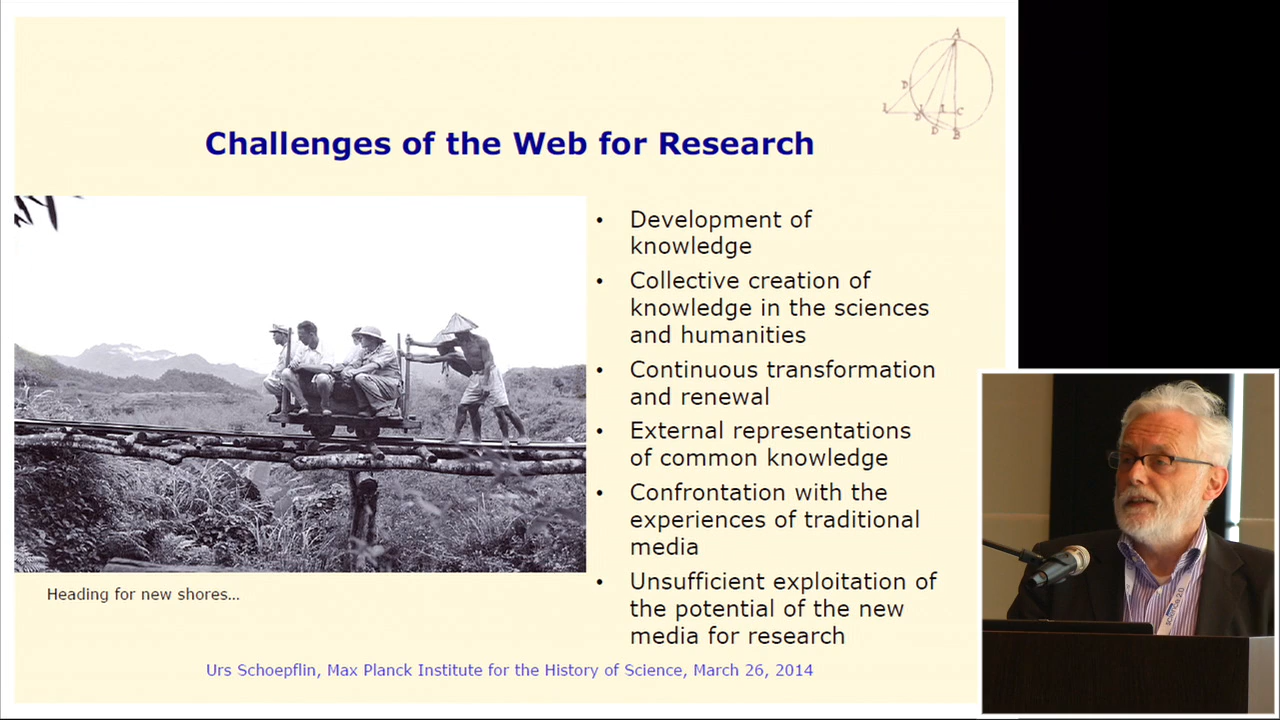 Challenges of the Web for Research
• Development of
knowledge
• Collective creation of
knowledge in the sciences
and humanities
• Continuous transformation
and renewal
• External representations
of common knowledge
• Confrontation with the
experiences of traditional
media
• Unsufficient exploitation of
the potential of the new
media for research
Heading for new shores...
Urs Schoepflin, Max Planck Institute for the History of Science, March 26, 2014
A
D
C
B
D